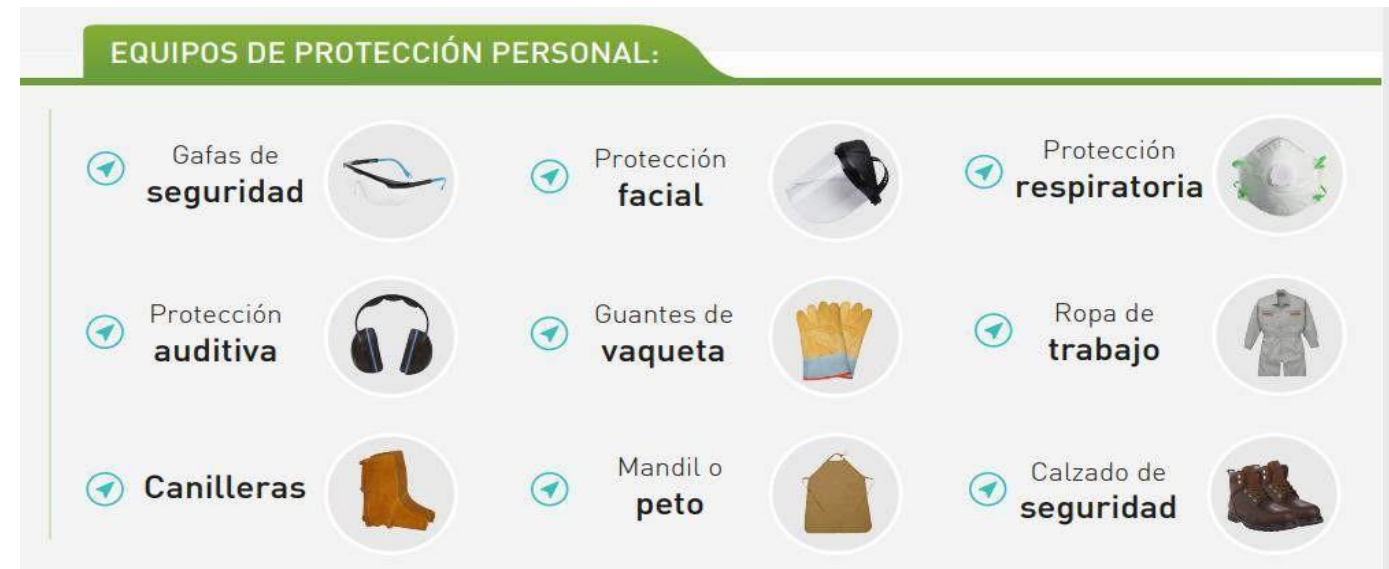 EQUIPOS DE PROTECCIÓN PERSONAL:
Gafas de
seguridad
Protección
facial
Protección
respiratoria
Protección
auditiva
Guantes de
vaqueta
Ropa de
trabajo
Canilleras
Mandil o
peto
Calzado de
seguridad